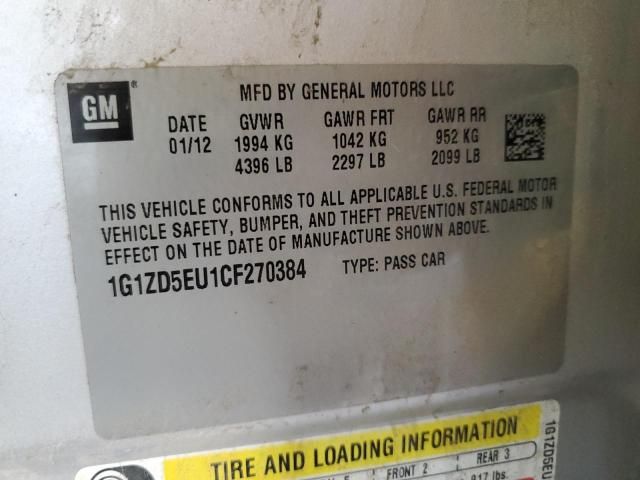 GM
MFD BY GENERAL MOTORS LLC
DATE GVWR GAWR FRT GAWR RR
01/12 1994 KG 1042 KG 952 KG
4396 LB 2297 LB 2099 LB
THIS VEHICLE CONFORMS TO ALL APPLICABLE U.S. FEDERAL MOTOR
VEHICLE SAFETY, BUMPER, AND THEFT PREVENTION STANDARDS IN
EFFECT ON THE DATE OF MANUFACTURE SHOWN ABOVE.
1G1ZD5EU1CF270384 TYPE: PASS CAR
TIRE AND LOADING INFORMATION
FRONT 2 REAR 3
917 lbs.
1G1ZD5EU